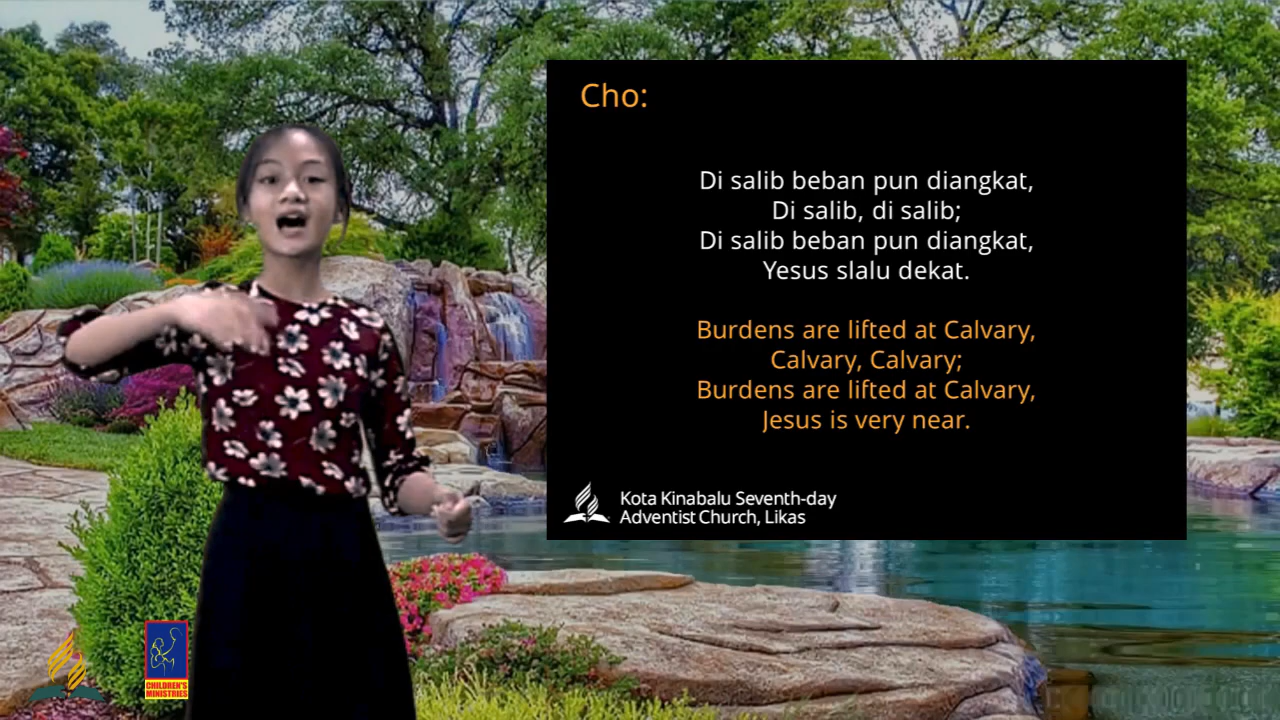 Cho:
Di salib beban pun diangkat,
Di salib, di salib;
Di salib beban pun diangkat,
Yesus slalu dekat.
Burdens are lifted at Calvary,
Calvary, Calvary;
Burdens are lifted at Calvary,
Jesus is very near.
Kota Kinabalu Seventh-day
Adventist Church, Likas
CHILDREN'S
MINISTRIES